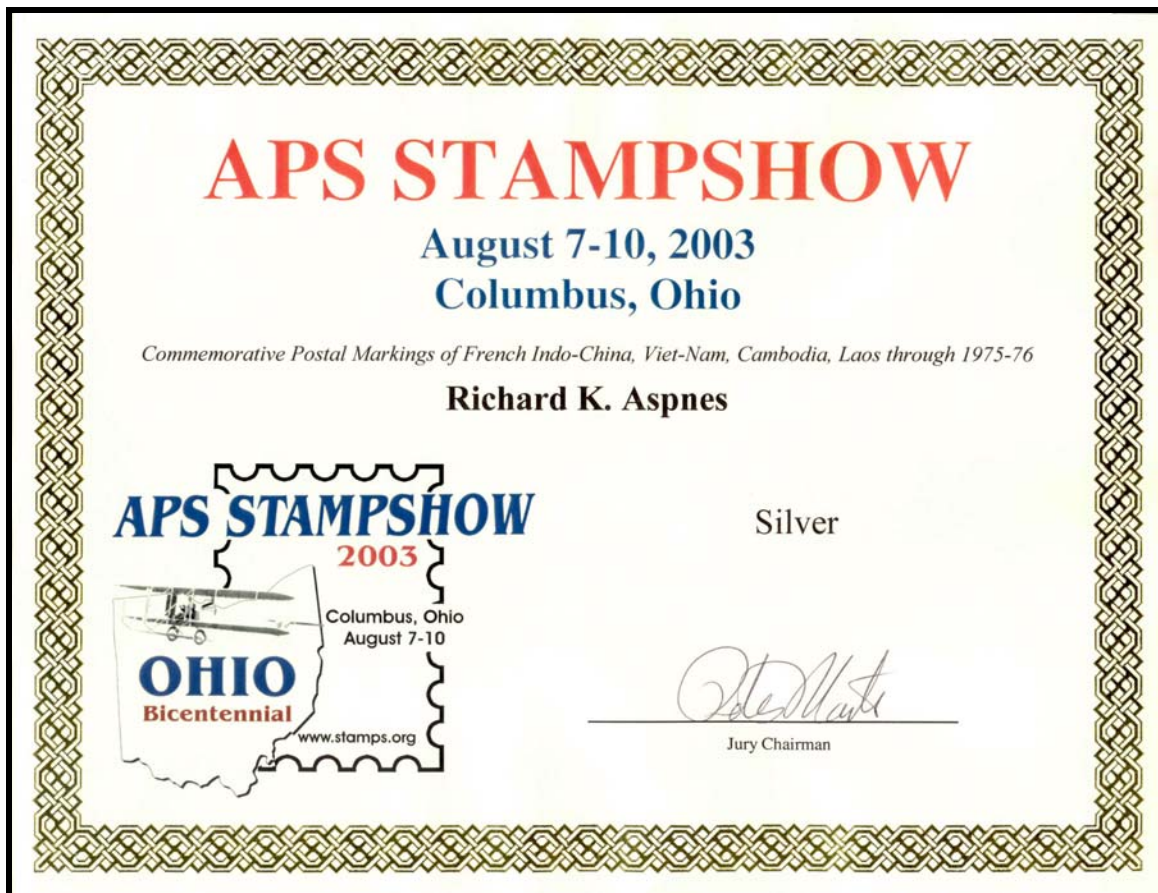 APS STAMPSHOW
August 7-10, 2003
Columbus, Ohio
Commemorative Postal Markings of French Indo-China, Viet-Nam, Cambodia, Laos through 1975-76
Richard K. Aspnes
APS STAMPSHOW
2003
Columbus, Ohio
August 7-10
OHIO
Bicentennial
www.stamps.org
Silver
Jury Chairman